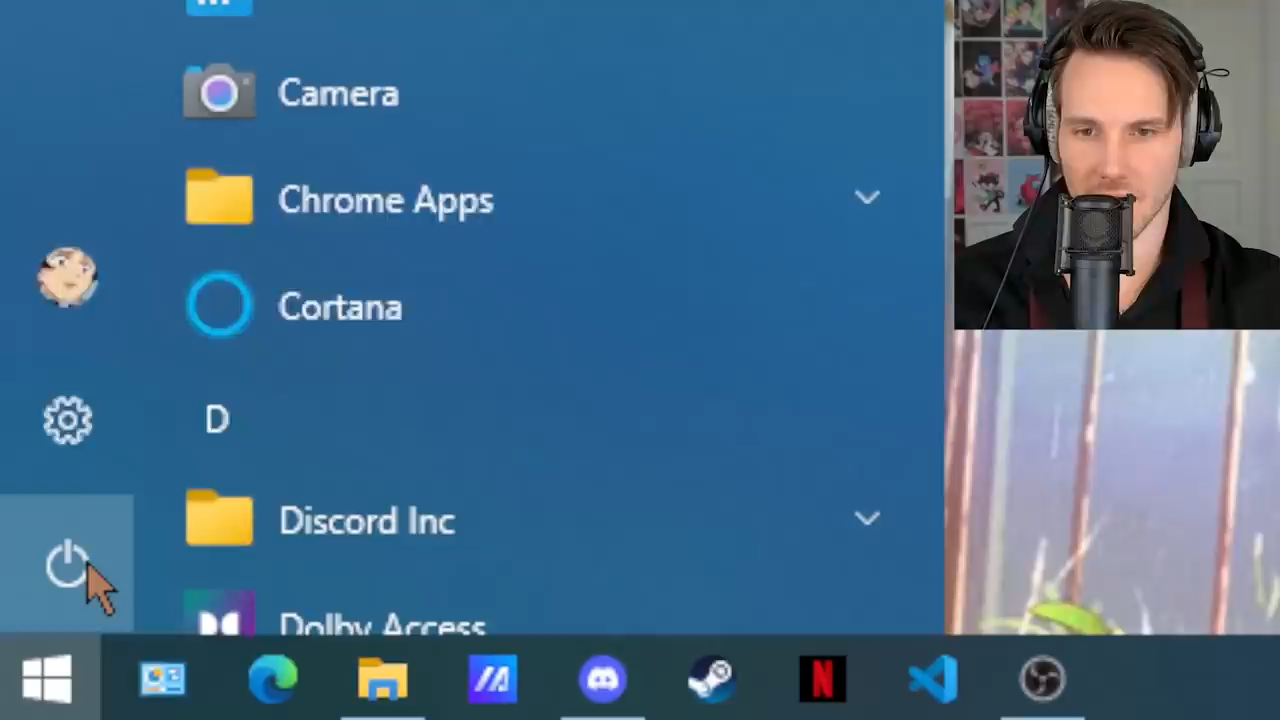 Camera
Chrome Apps
Cortana
D
Discord Inc
Dolby Access
N